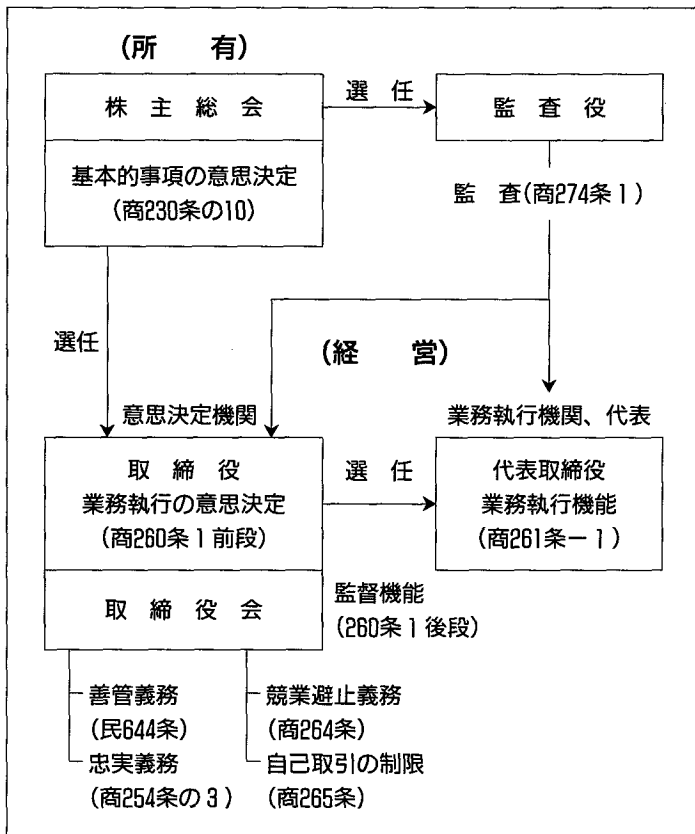 (所　有)
株主総会
選任
監査役
基本的事項の意思決定
(商230条の10)
監　査(商274条1)
選任
(経　営)
意思決定機関
業務執行機関、代表
取締役
業務執行の意思決定
(商260条1前段)
選任
代表取締役
業務執行機能
(商261条ー1)
取締役会
監督機能
(260条1後段)
善管義務
(民644条)
忠実義務
(商254条の3)
競業避止義務
(商264条)
自己取引の制限
(商265条)